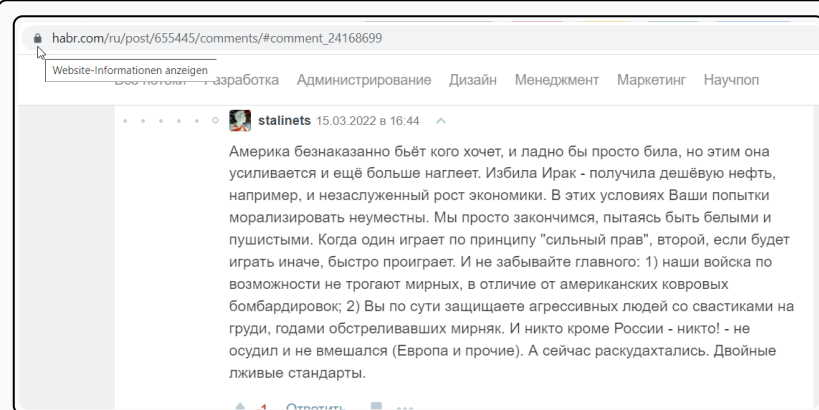 habr.com/ru/post/655445/comments/#comment_24168699
Website-Informationen anzeigen
Все потоки Разработка Администрирование Дизайн Менеджмент Маркетинг Научпоп
stalinets 15.03.2022 в 16:44
Америка безнаказанно бьёт кого хочет, и ладно бы просто била, но этим она
усиливается и ещё больше наглеет. Избила Ирак - получила дешёвую нефть,
например, и незаслуженный рост экономики. В этих условиях Ваши попытки
морализировать неуместны. Мы просто закончимся, пытаясь быть белыми и
пушистыми. Когда один играет по принципу "сильный прав", второй, если будет
играть иначе, быстро проиграет. И не забывайте главного: 1) наши войска по
возможности не трогают мирных, в отличие от американских ковровых
бомбардировок; 2) Вы по сути защищаете агрессивных людей со свастиками на
груди, годами обстреливавших мирняк. И никто кроме России - никто! - не
осудил и не вмешался (Европа и прочие). А сейчас раскудахтались. Двойные
лживые стандарты.
-1 Ответить